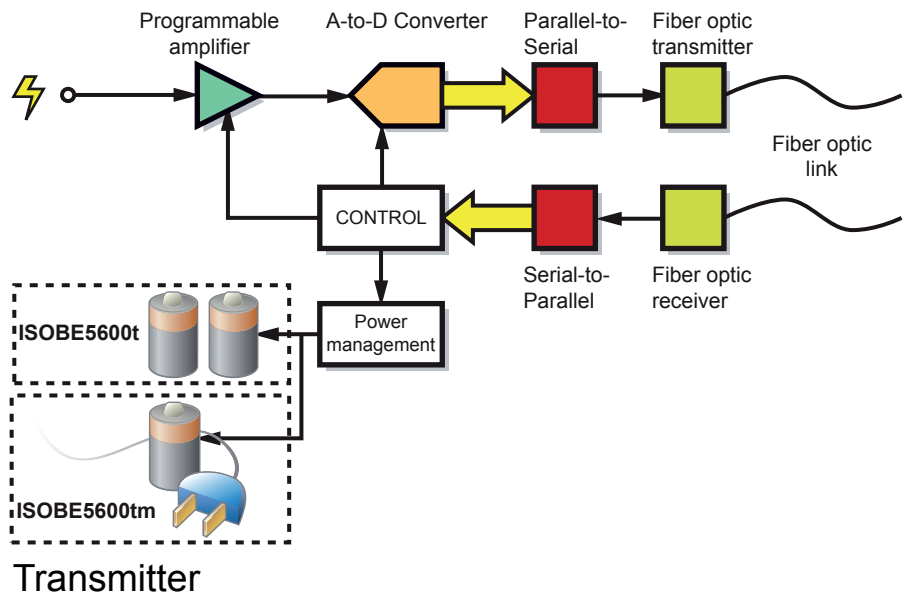 Programmable
amplifier
A-to-D Converter
Parallel-to-
Serial
Fiber optic
transmitter
Fiber optic
link
CONTROL
Serial-to-
Parallel
Fiber optic
receiver
Power
management
ISOBE5600t
ISOBE5600tm
Transmitter